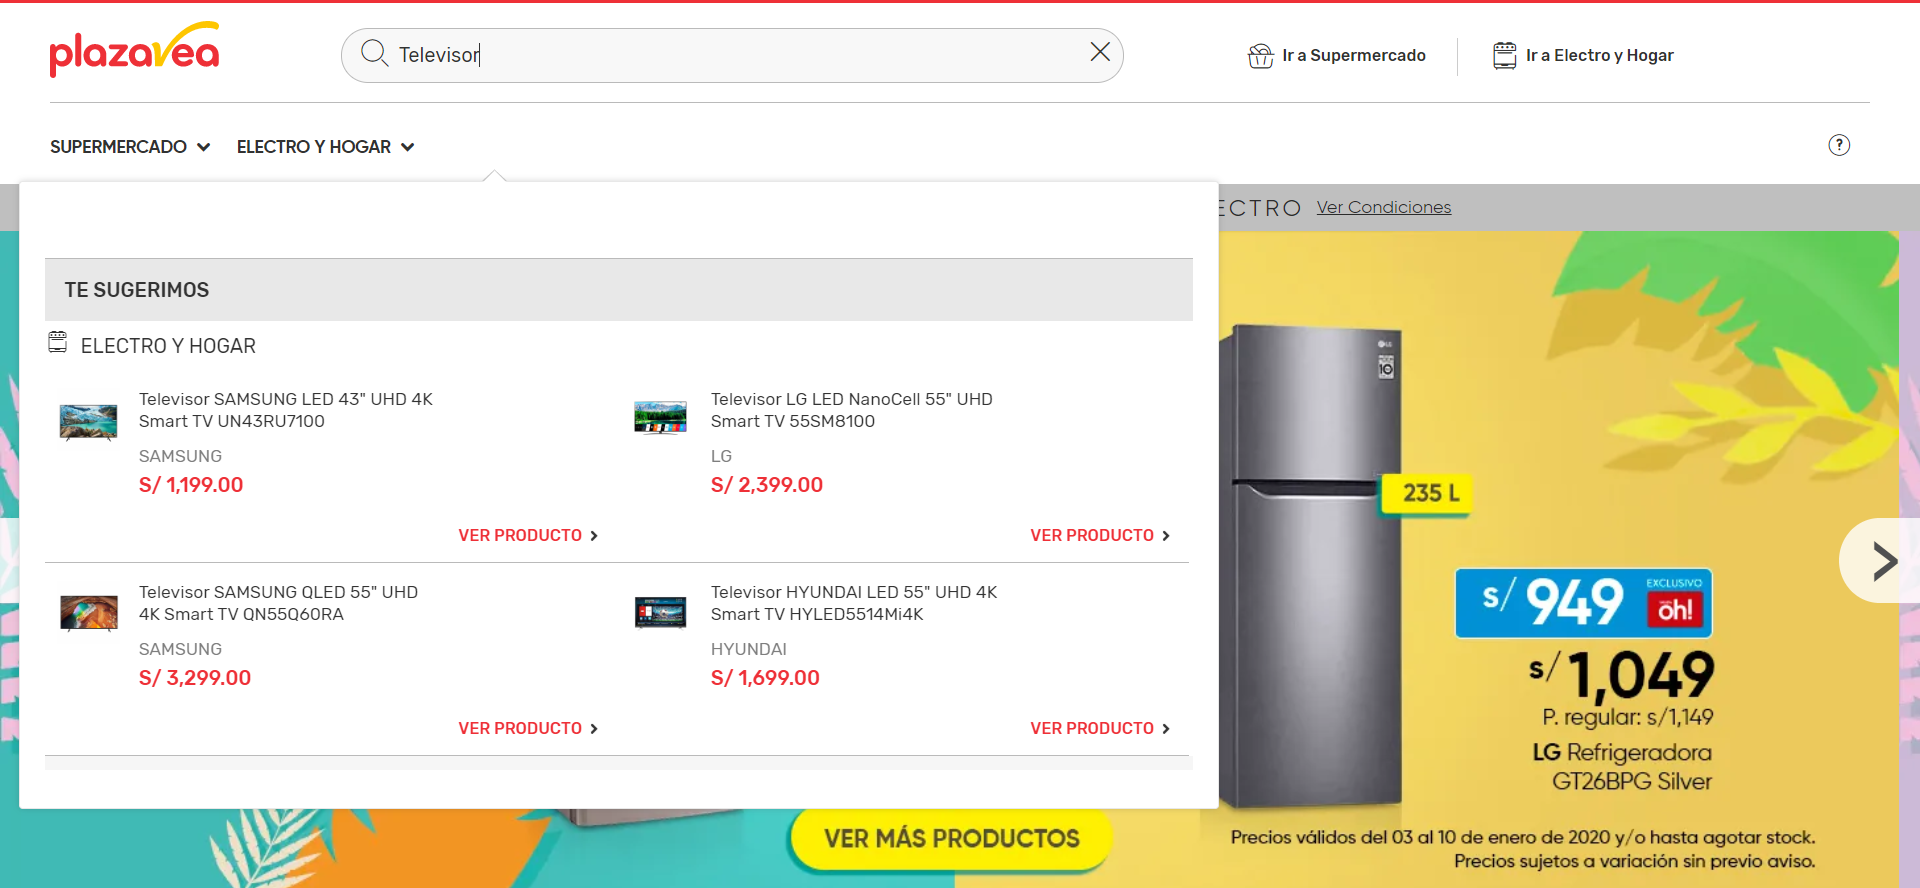 plazavea
Televisor
Ir a Supermercado
Ir a Electro y Hogar
SUPERMERCADO
ELECTRO Y HOGAR
?
ECTRO Ver Condiciones
TE SUGERIMOS
ELECTRO Y HOGAR
Televisor SAMSUNG LED 43" UHD 4K
Smart TV UN43RU7100
SAMSUNG
S/ 1,199.00
VER PRODUCTO
Televisor LG LED NanoCell 55" UHD
Smart TV 55SM8100
LG
S/ 2,399.00
VER PRODUCTO
Televisor SAMSUNG QLED 55" UHD
4K Smart TV QN55Q60RA
SAMSUNG
S/ 3,299.00
VER PRODUCTO
Televisor HYUNDAI LED 55" UHD 4K
Smart TV HYLED5514Mi4K
HYUNDAI
S/ 1,699.00
VER PRODUCTO
LG
10
235 L
S/ 949
EXCLUSIVO
oh!
s/ 1,049
P. regular: s/1,149
LG Refrigeradora
GT26BPG Silver
VER MÁS PRODUCTOS
Precios válidos del 03 al 10 de enero de 2020 y/o hasta agotar stock.
Precios sujetos a variación sin previo aviso.